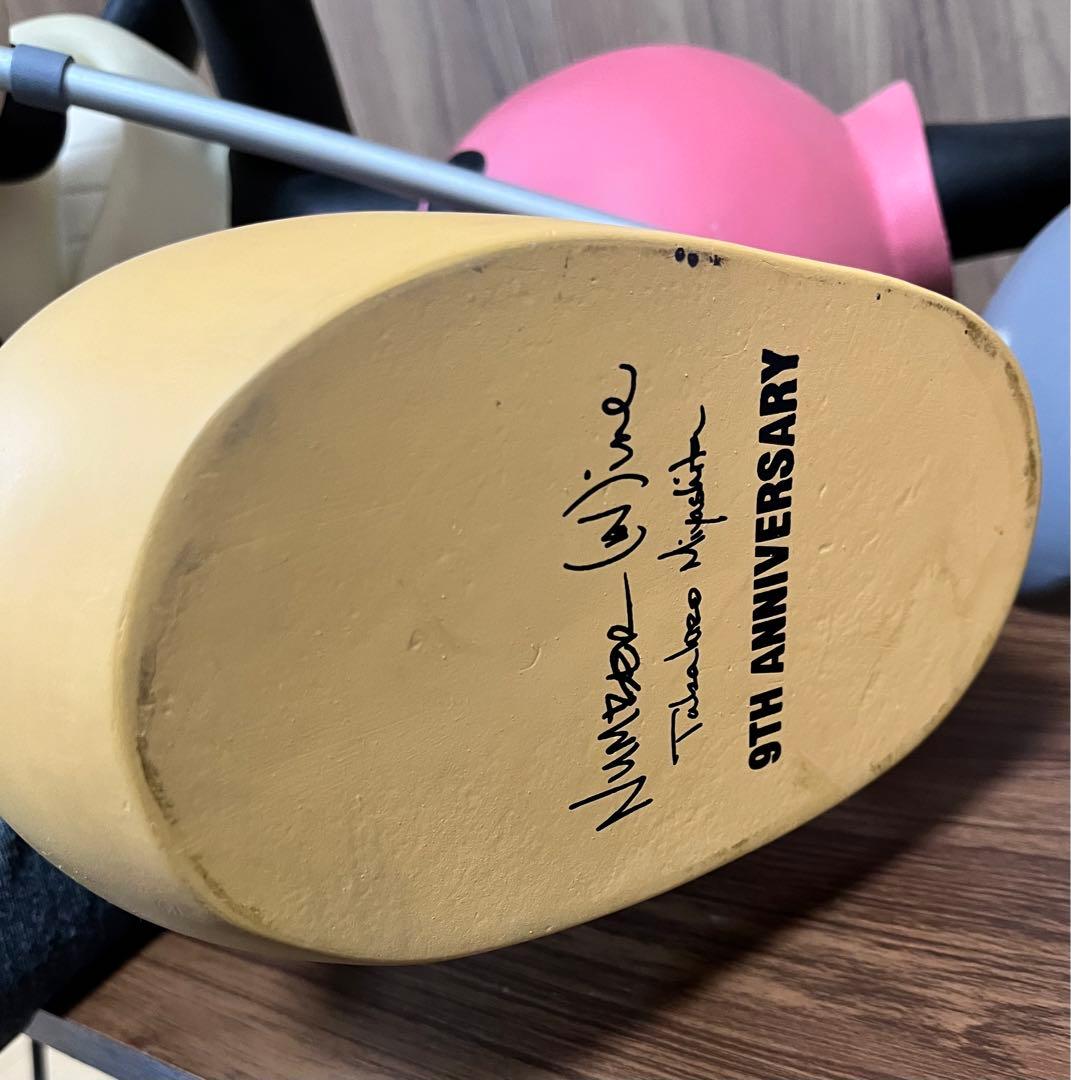 NUMBER (N)ine
Takahiro Miyashita
9TH ANNIVERSARY